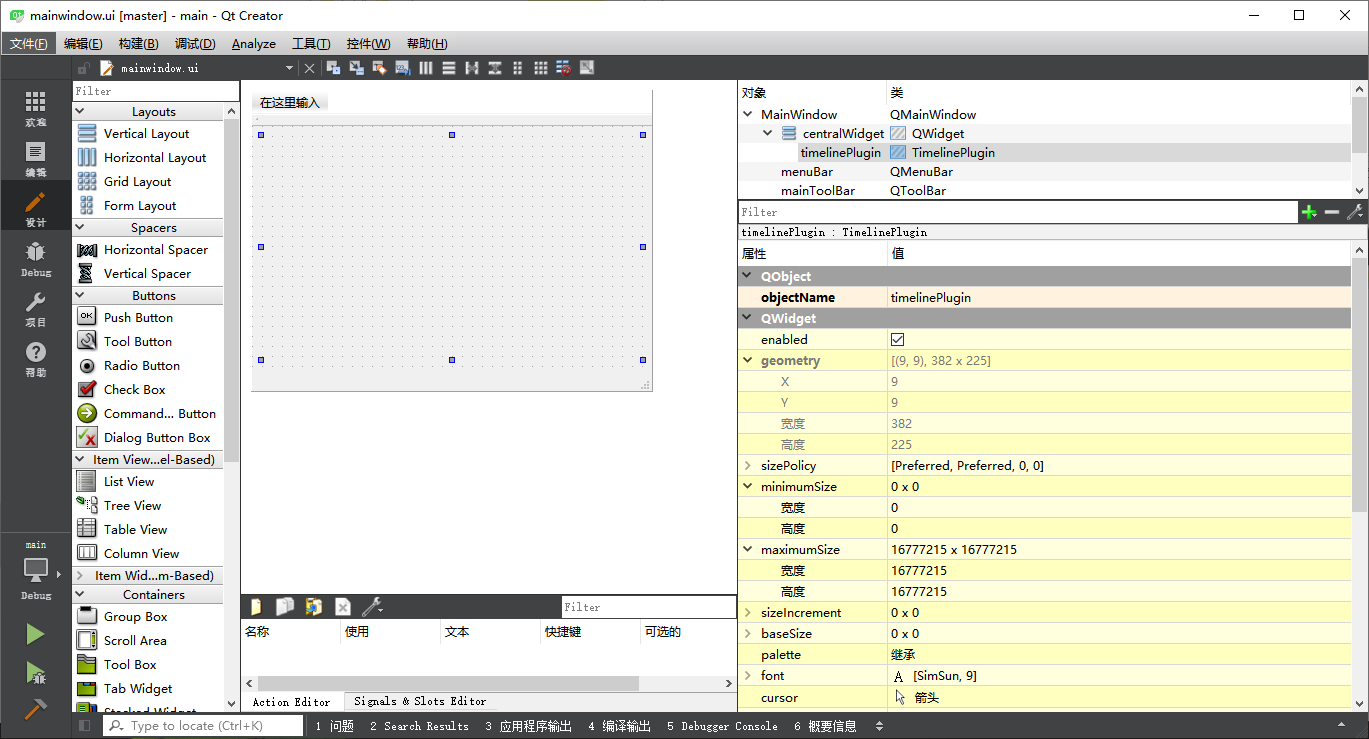 mainwindow.ui [master] - main - Qt Creator
文件(F) 编辑(E) 构建(B) 调试(D) Analyze 工具(T) 控件(W) 帮助(H)
mainwindow.ui
欢迎
编辑
设计
Debug
项目
帮助
main
Debug
Filter
Layouts
Vertical Layout
Horizontal Layout
Grid Layout
Form Layout
Spacers
Horizontal Spacer
Vertical Spacer
Buttons
OK Push Button
Tool Button
Radio Button
Check Box
Command... Button
Dialog Button Box
Item View...el-Based)
List View
Tree View
Table View
Column View
Item Wid...m-Based)
Containers
Group Box
Scroll Area
Tool Box
Tab Widget
Stacked Widget
在这里输入
Filter
名称 使用 文本 快捷键 可选的
Action Editor Signals & Slots Editor
对象 类
MainWindow QMainWindow
centralWidget QWidget
timelinePlugin TimelinePlugin
menuBar QMenuBar
mainToolBar QToolBar
Filter
timelinePlugin : TimelinePlugin
属性 值
QObject
objectName timelinePlugin
QWidget
enabled
geometry [(9, 9), 382 x 225]
X 9
Y 9
宽度 382
高度 225
sizePolicy [Preferred, Preferred, 0, 0]
minimumSize 0 x 0
宽度 0
高度 0
maximumSize 16777215 x 16777215
宽度 16777215
高度 16777215
sizeIncrement 0 x 0
baseSize 0 x 0
palette 继承
font A [SimSun, 9]
cursor 箭头
Type to locate (Ctrl+K) 1 问题 2 Search Results 3 应用程序输出 4 编译输出 5 Debugger Console 6 概要信息